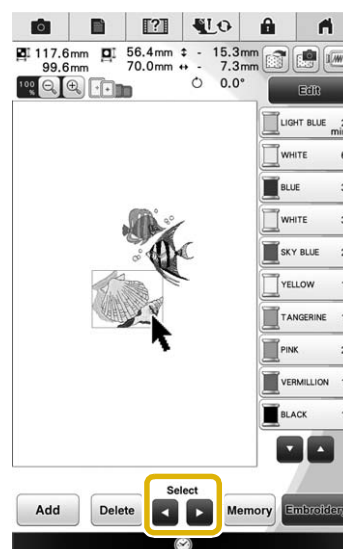 [?]
117.6mm 56.4mm ↕ - 15.3mm
99.6mm 70.0mm ↔ - 7.3mm
100 % 0.0°
Edit
LIGHT BLUE
WHITE
BLUE
WHITE
SKY BLUE
YELLOW
TANGERINE
PINK
VERMILLION
BLACK
Select
Add Delete Memory Embroidery